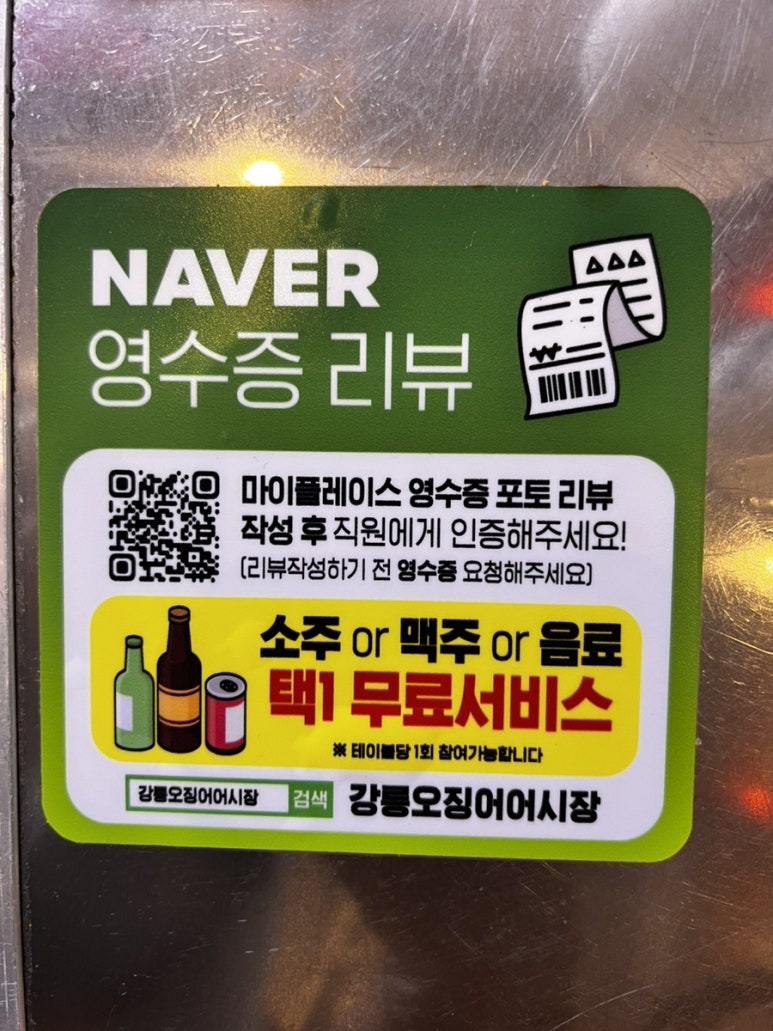 NAVER
영수증 리뷰
마이플레이스 영수증 포토 리뷰
작성 후 직원에게 인증해주세요!
(리뷰작성하기 전 영수증 요청해주세요)
소주 or 맥주 or 음료
택1 무료서비스
※ 테이블당 1회 참여가능합니다
강릉오징어어시장 검색 강릉오징어어시장